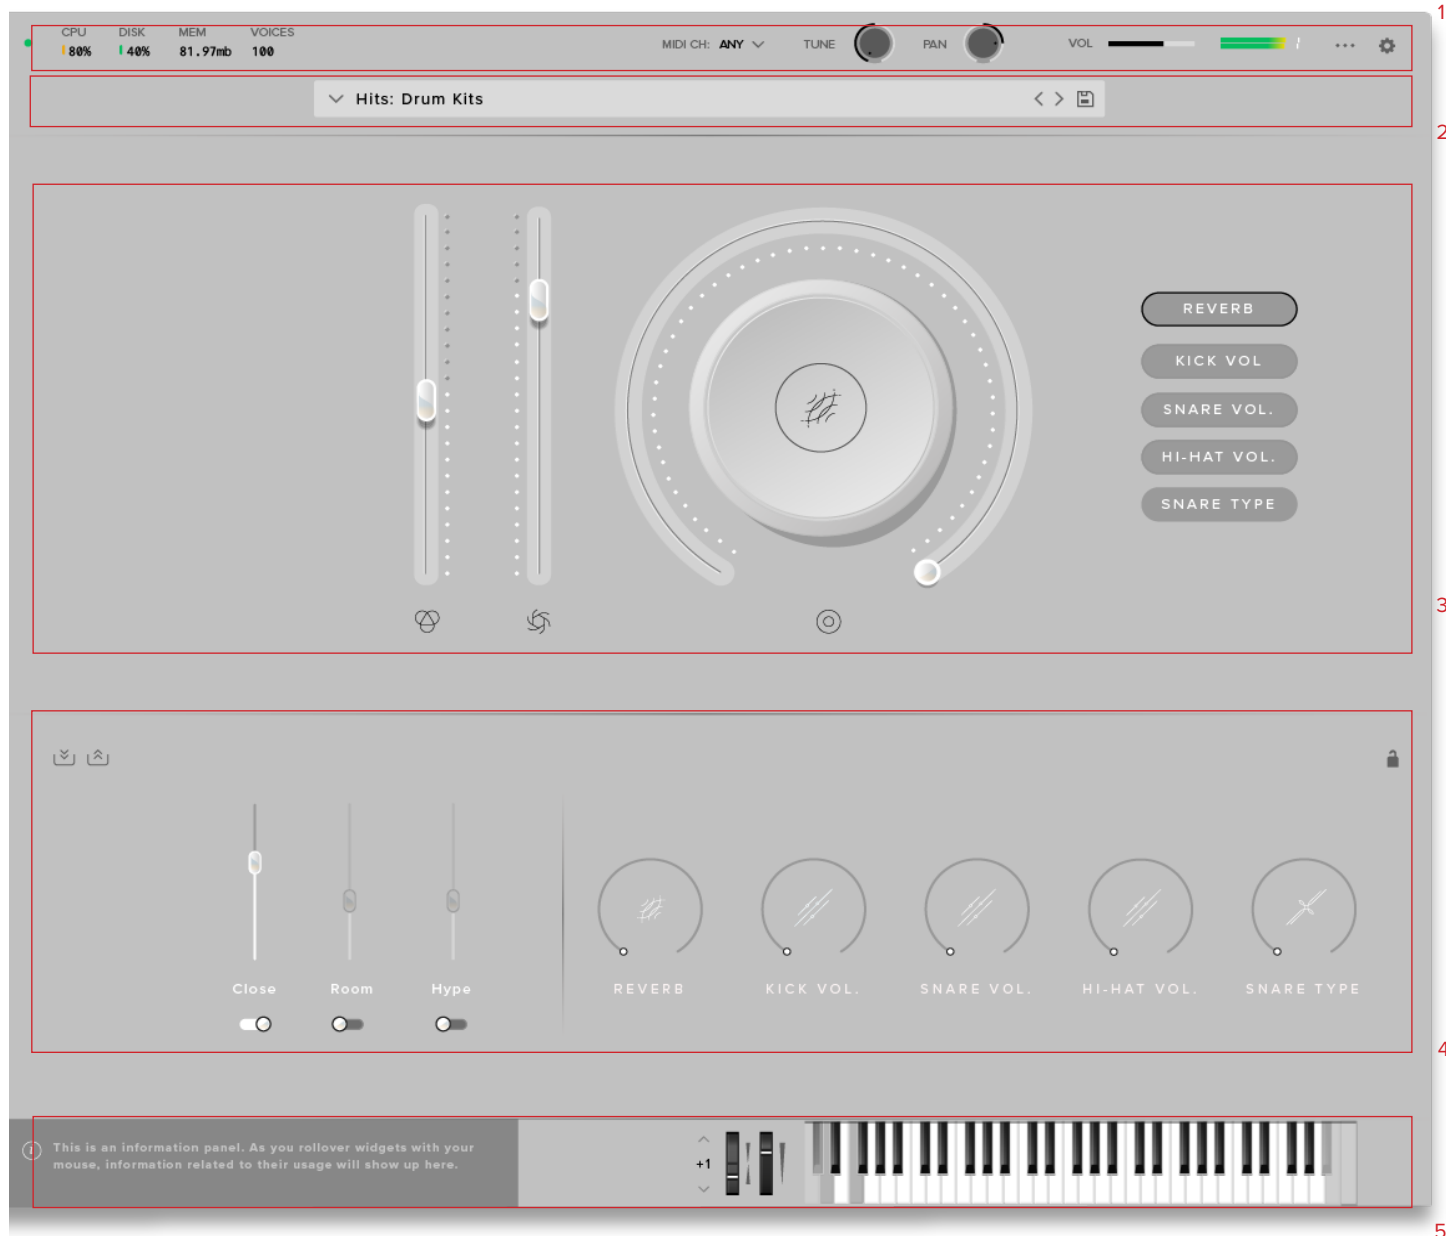 1
CPU DISK MEM VOICES
80% 40% 81.97mb 100
MIDI CH: ANY TUNE PAN VOL
Hits: Drum Kits
2
REVERB
KICK VOL
SNARE VOL.
HI-HAT VOL.
SNARE TYPE
3
Close Room Hype
REVERB KICK VOL. SNARE VOL. HI-HAT VOL. SNARE TYPE
4
i This is an information panel. As you rollover widgets with your
mouse, information related to their usage will show up here.
+1
5